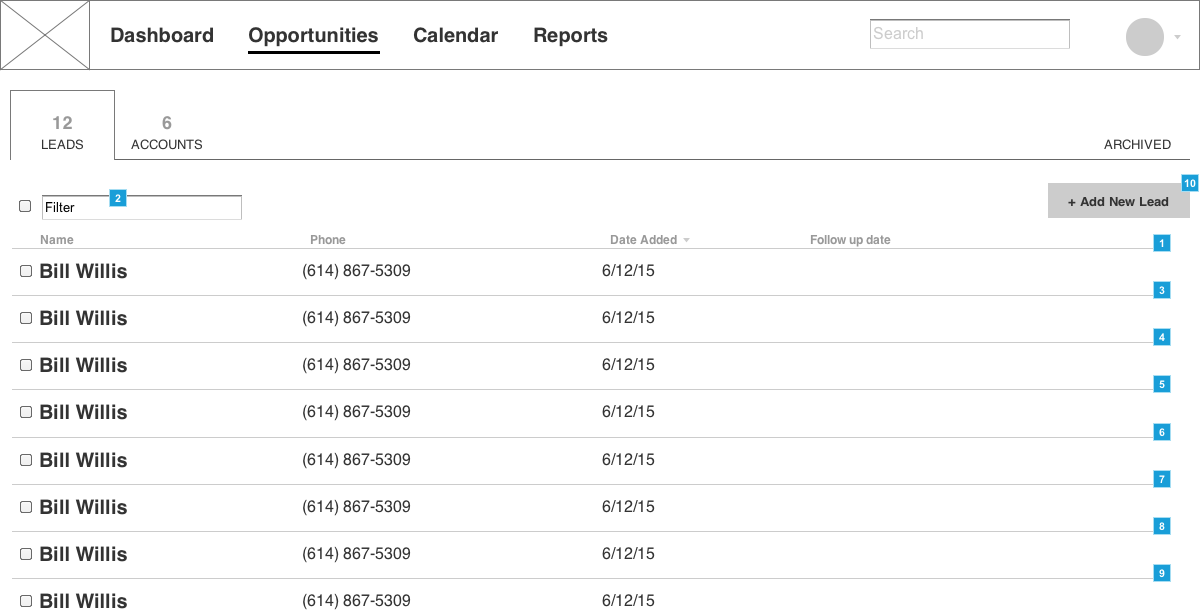 Dashboard Opportunities Calendar Reports Search
12 6
LEADS ACCOUNTS ARCHIVED
10
2
Filter + Add New Lead
Name Phone Date Added Follow up date 1
Bill Willis (614) 867-5309 6/12/15
3
Bill Willis (614) 867-5309 6/12/15
4
Bill Willis (614) 867-5309 6/12/15
5
Bill Willis (614) 867-5309 6/12/15
6
Bill Willis (614) 867-5309 6/12/15
7
Bill Willis (614) 867-5309 6/12/15
8
Bill Willis (614) 867-5309 6/12/15
9
Bill Willis (614) 867-5309 6/12/15